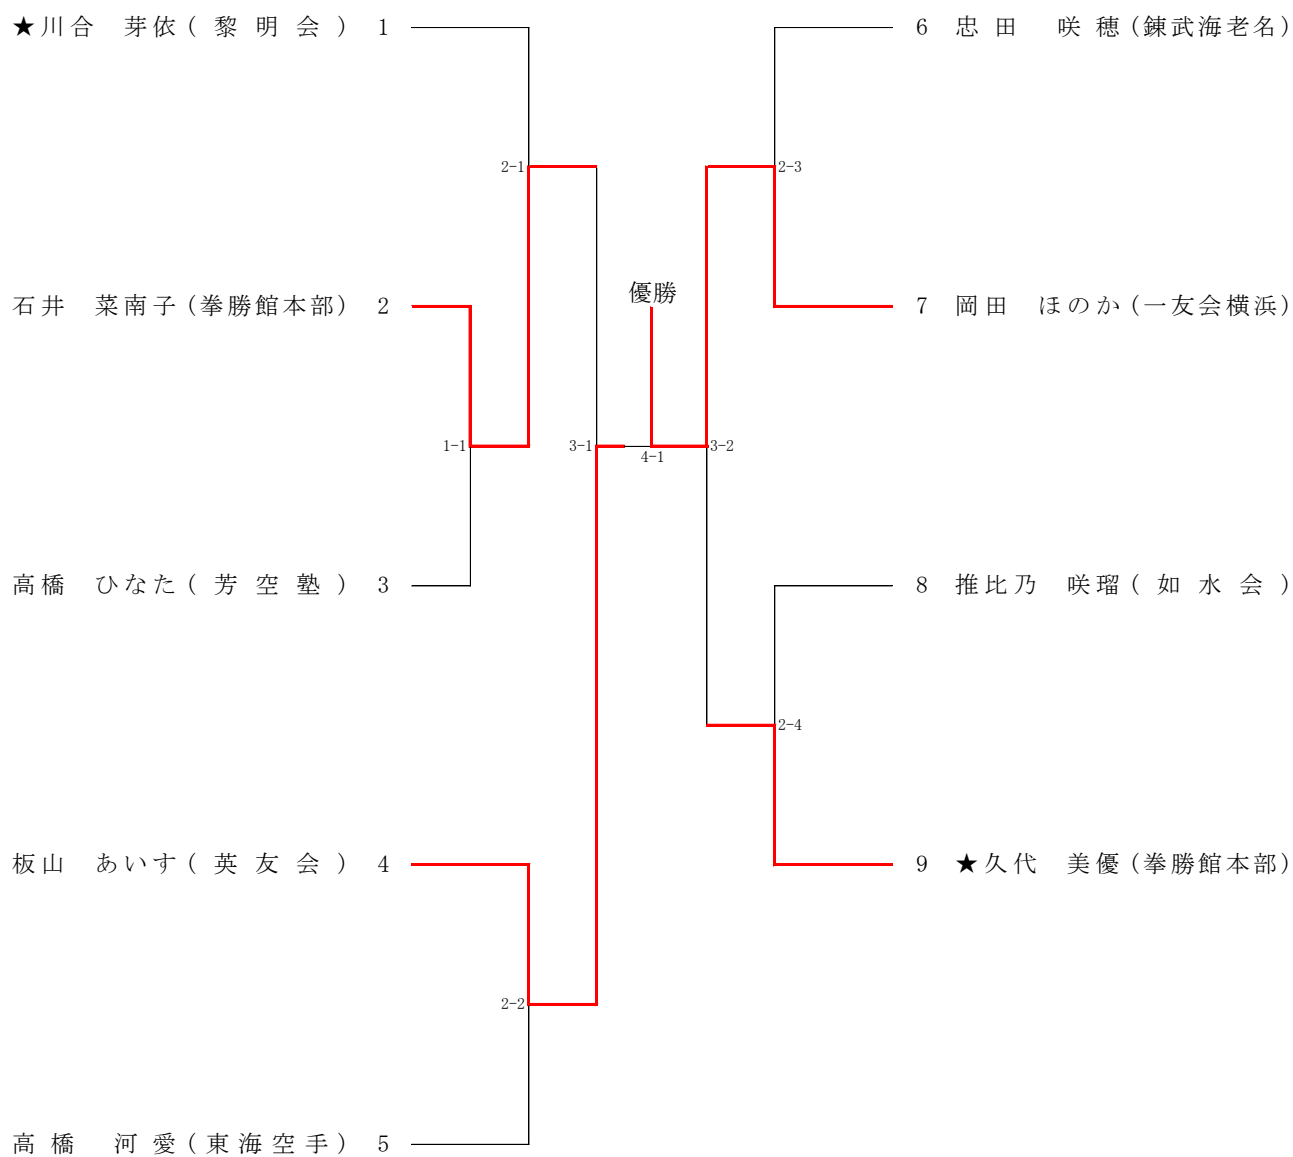 ★川合 芽依(黎明会) 1
石井 菜南子(拳勝館本部) 2
高橋 ひなた(芳空塾) 3
板山 あいす(英友会) 4
高橋 河愛(東海空手) 5
2-1
1-1
3-1
2-2
優勝
4-1
2-3
3-2
2-4
6 忠田 咲穂(錬武海老名)
7 岡田 ほのか(一友会横浜)
8 推比乃 咲瑠(如水会)
9 ★久代 美優(拳勝館本部)